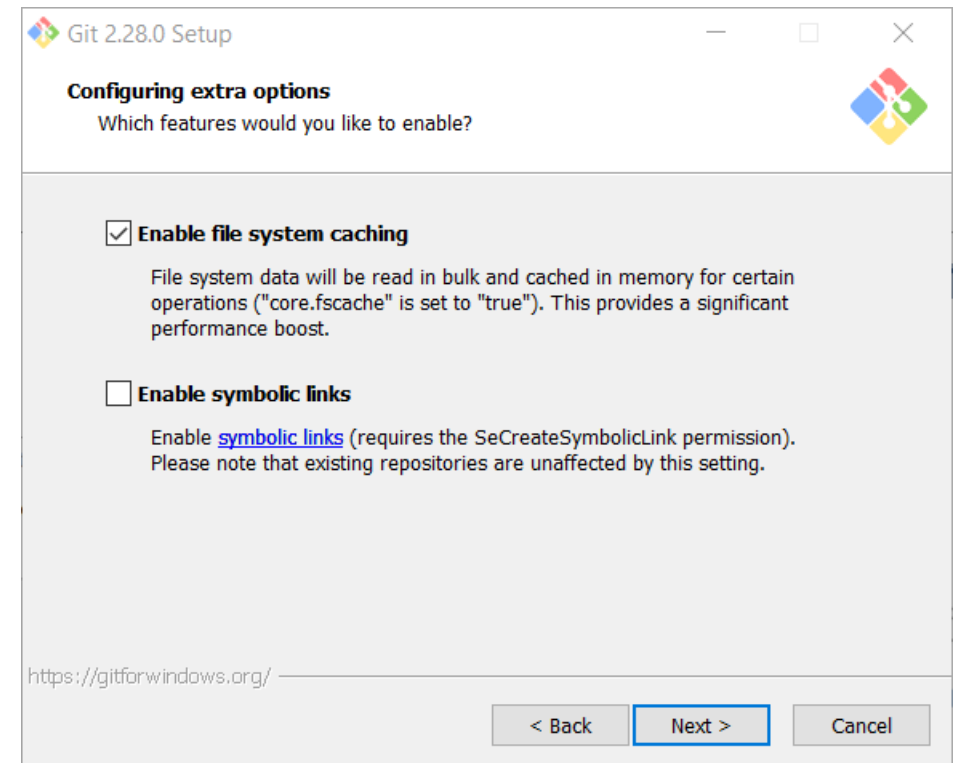 Git 2.28.0 Setup
Configuring extra options
Which features would you like to enable?
Enable file system caching
File system data will be read in bulk and cached in memory for certain
operations ("core.fscache" is set to "true"). This provides a significant
performance boost.
Enable symbolic links
Enable symbolic links (requires the SeCreateSymbolicLink permission).
Please note that existing repositories are unaffected by this setting.
https://gitforwindows.org/
< Back Next > Cancel